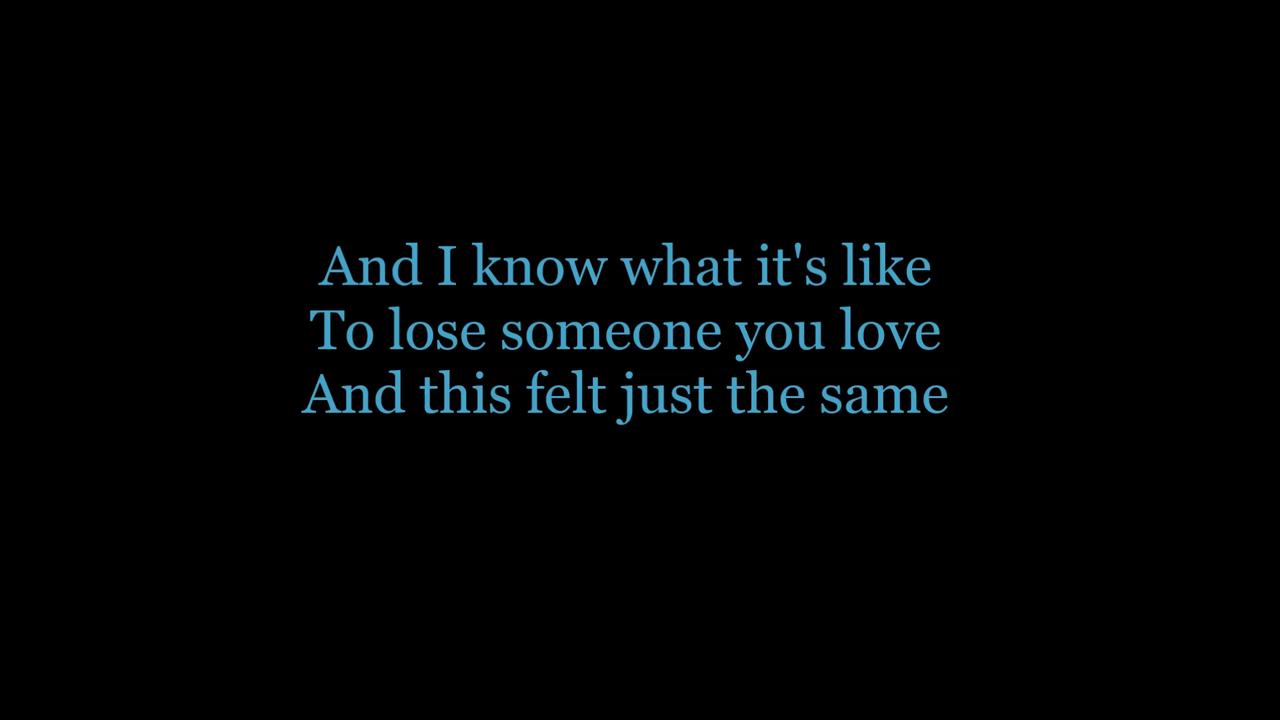 And I know what it's like
To lose someone you love
And this felt just the same